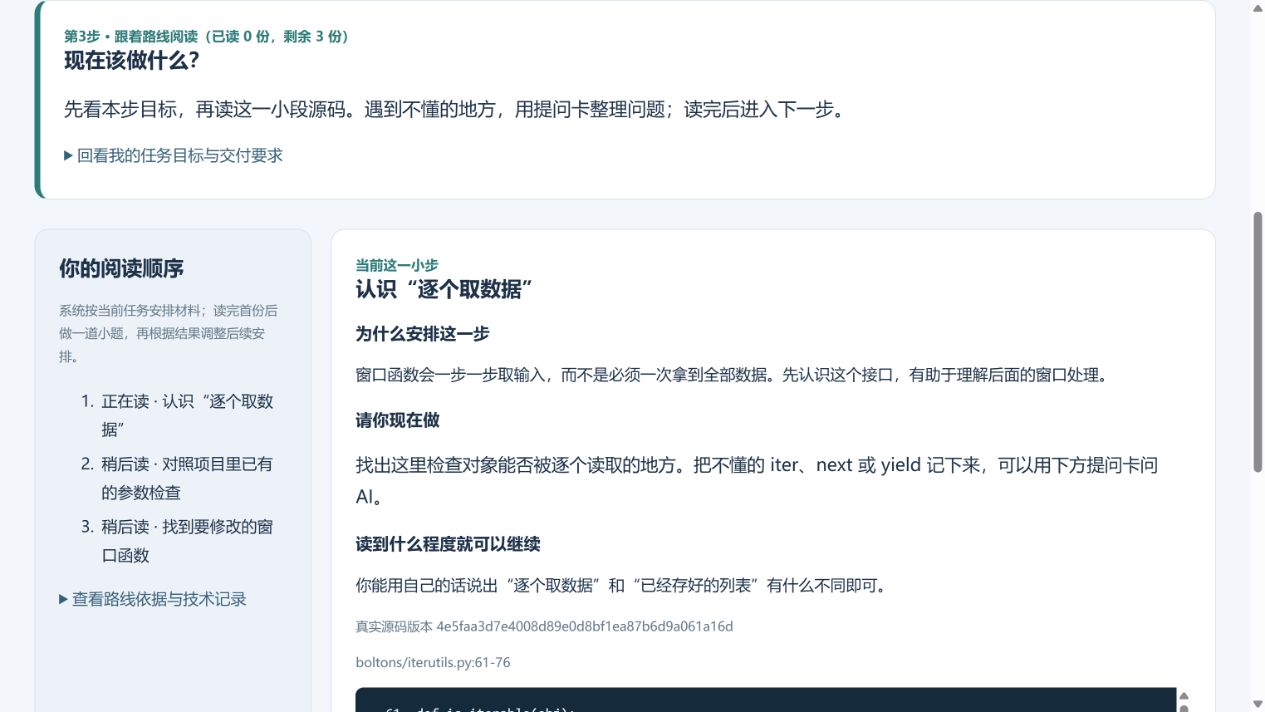 第3步 • 跟着路线阅读（已读 0 份，剩余 3 份）
现在该做什么？
先看本步目标，再读这一小段源码。遇到不懂的地方，用提问卡整理问题；读完后进入下一步。
▶ 回看我的任务目标与交付要求
你的阅读顺序
系统按当前任务安排材料；读完首份后
做一道小题，再根据结果调整后续安
排。
1. 正在读 · 认识“逐个取数
据”
2. 稍后读 · 对照项目里已有
的参数检查
3. 稍后读 · 找到要修改的窗
口函数
▶ 查看路线依据与技术记录
当前这一小步
认识“逐个取数据”
为什么安排这一步
窗口函数会一步一步取输入，而不是必须一次拿到全部数据。先认识这个接口，有助于理解后面的窗口处理。
请你现在做
找出这里检查对象能否被逐个读取的地方。把不懂的 iter、next 或 yield 记下来，可以用下方提问卡问
AI。
读到什么程度就可以继续
你能用自己的话说出“逐个取数据”和“已经存好的列表”有什么不同即可。
真实源码版本 4e5faa3d7e4008d89e0d8bf1ea87b6d9a061a16d
boltons/iterutils.py:61-76
61 def is_iterable(obj):